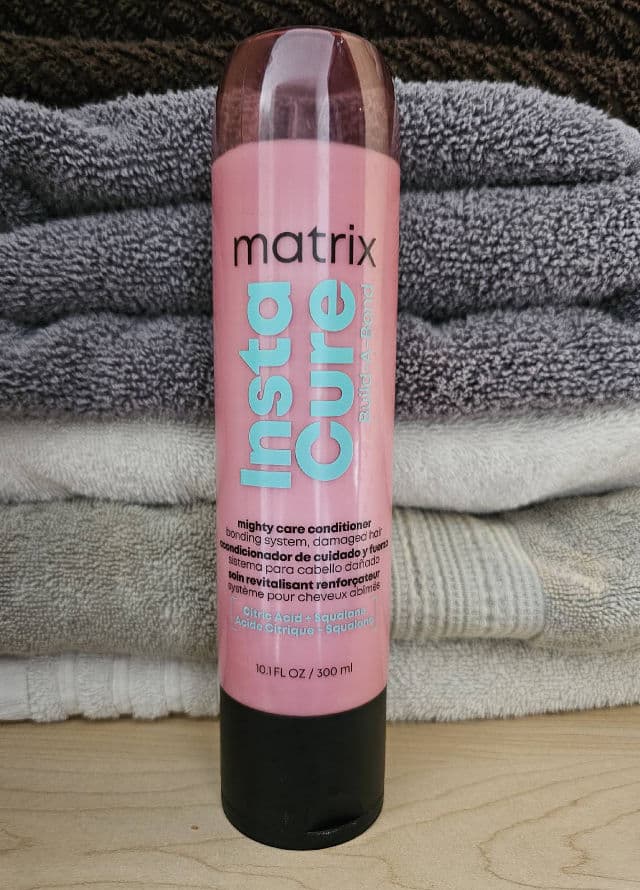 matrix
Insta
Cure
Build-A-Bond
mighty care conditioner
bonding system, damaged hair
acondicionador de cuidado y fuerza
sistema para cabello dañado
soin revitalisant renforçateur
système pour cheveux abîmés
Citric Acid + Squalane
Acide Citrique + Squalane
10.1 FL OZ / 300 ml